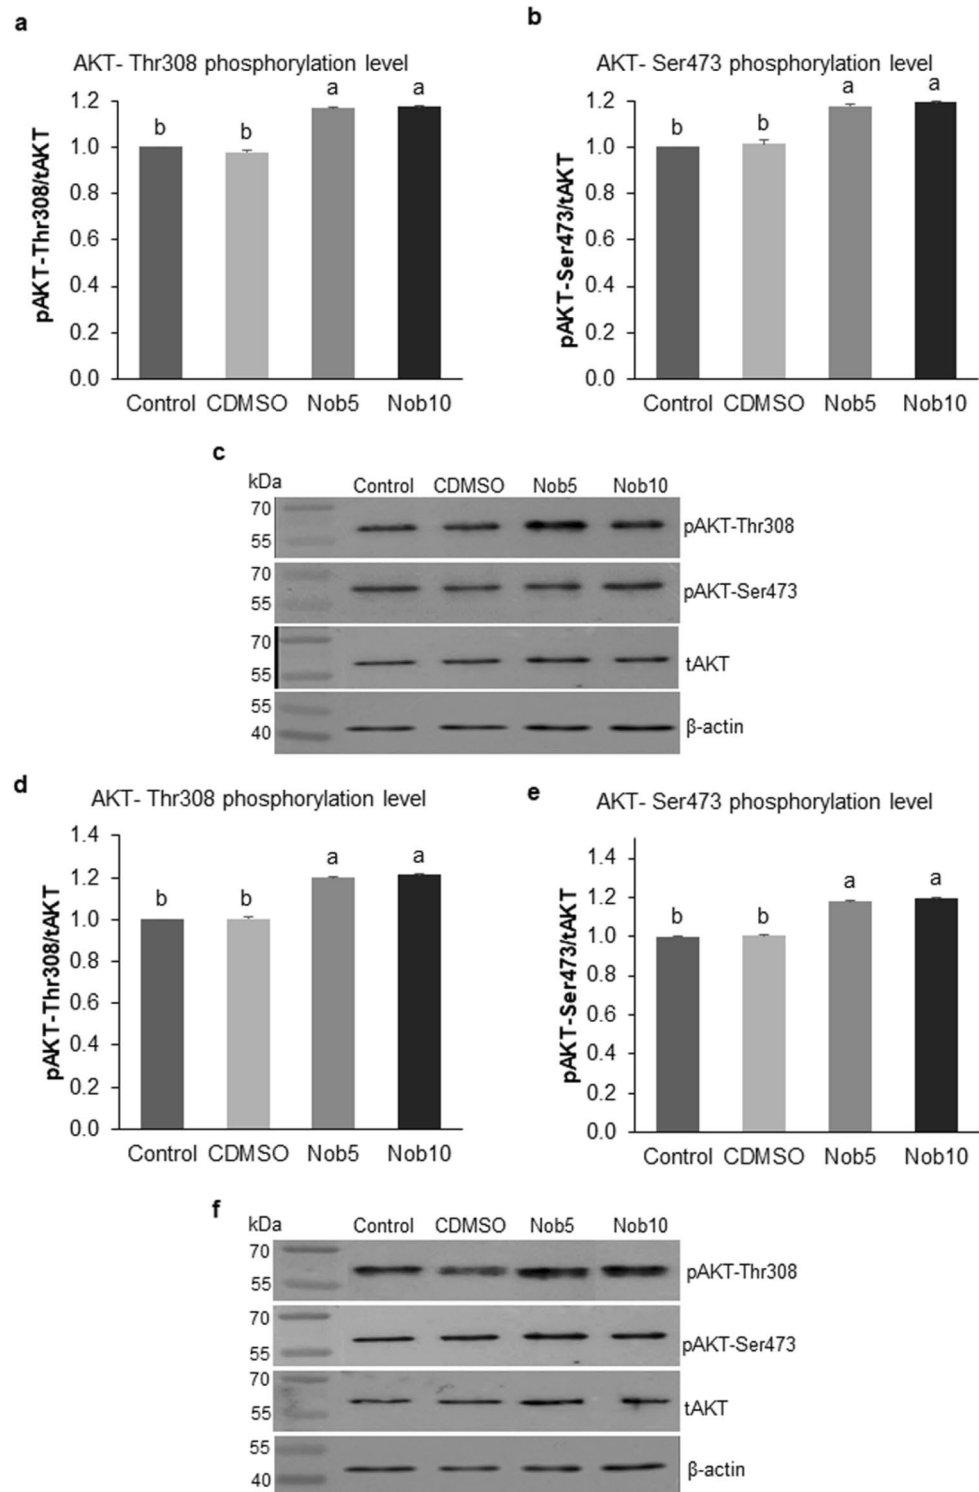 a
AKT- Thr308 phosphorylation level
pAKT-Thr308/tAKT
1.2
1.0
0.8
0.6
0.4
0.2
0.0
b
b
a
a
Control CDMSO Nob5 Nob10
b
AKT- Ser473 phosphorylation level
pAKT-Ser473/tAKT
1.2
1.0
0.8
0.6
0.4
0.2
0.0
b
b
a
a
Control CDMSO Nob5 Nob10
c
kDa Control CDMSO Nob5 Nob10
70
55
pAKT-Thr308
70
55
pAKT-Ser473
70
55
tAKT
55
40
β-actin
d
AKT- Thr308 phosphorylation level
pAKT-Thr308/tAKT
1.4
1.2
1.0
0.8
0.6
0.4
0.2
0.0
b
b
a
a
Control CDMSO Nob5 Nob10
e
AKT- Ser473 phosphorylation level
pAKT-Ser473/tAKT
1.4
1.2
1.0
0.8
0.6
0.4
0.2
0.0
b
b
a
a
Control CDMSO Nob5 Nob10
f
kDa Control CDMSO Nob5 Nob10
70
55
pAKT-Thr308
70
55
pAKT-Ser473
70
55
tAKT
55
40
β-actin